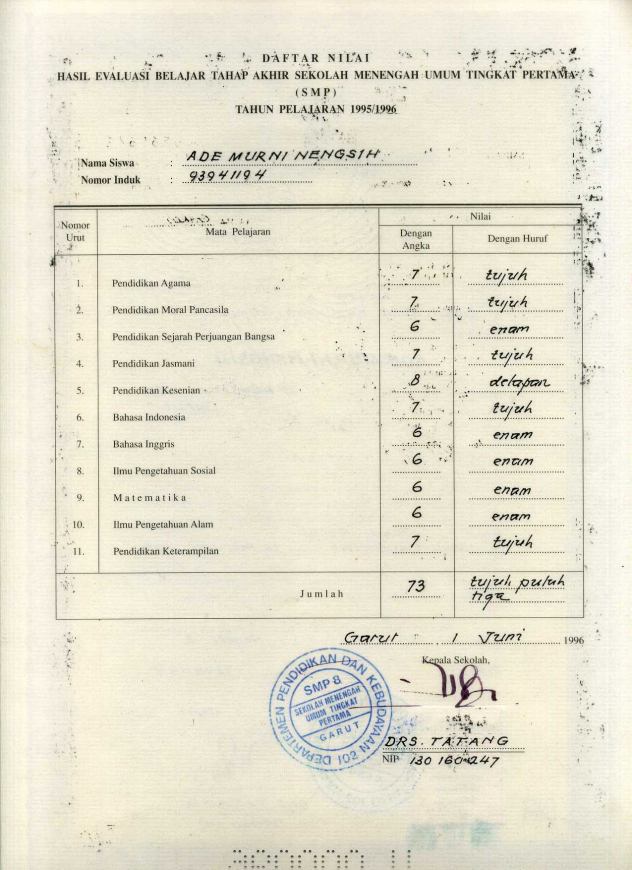 DAFTAR NILAI
HASIL EVALUASI BELAJAR TAHAP AKHIR SEKOLAH MENENGAH UMUM TINGKAT PERTAMA
(SMP)
TAHUN PELAJARAN 1995/1996
Nama Siswa : ADE MURNI NENGSIH
Nomor Induk : 93941194
Nomor Urut Mata Pelajaran Nilai
Dengan Angka Dengan Huruf
1. Pendidikan Agama 7 tujuh
2. Pendidikan Moral Pancasila 7 tujuh
3. Pendidikan Sejarah Perjuangan Bangsa 6 enam
4. Pendidikan Jasmani 7 tujuh
5. Pendidikan Kesenian 8 delapan
6. Bahasa Indonesia 7 tujuh
7. Bahasa Inggris 6 enam
8. Ilmu Pengetahuan Sosial 6 enam
9. Matematika 6 enam
10. Ilmu Pengetahuan Alam 6 enam
11. Pendidikan Keterampilan 7 tujuh
Jumlah 73 tujuh puluh
tiga
Garut 1 Juni 1996
Kepala Sekolah,
DEPARTEMEN PENDIDIKAN DAN KEBUDAYAAN
SMP 8
SEKOLAH MENENGAH
UMUM TINGKAT
PERTAMA
GARUT
DRS. TATANG
NIP 130 160 247